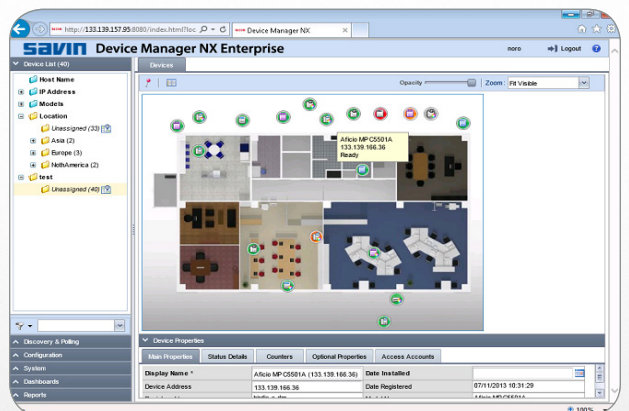 http://133.139.157.95:8080/index.html?loc
Device Manager NX
savin Device Manager NX Enterprise
noro
Logout
Device List (40)
Devices
Host Name
IP Address
Models
Location
Unassigned (33)
Asia (2)
Europe (3)
NothAmerica (2)
test
Unassigned (40)
Opacity
Zoom: Fit Visible
Aficio MP C5501A
133.139.166.36
Ready
Discovery & Polling
Configuration
System
Dashboards
Reports
Device Properties
Main Properties
Status Details
Counters
Optional Properties
Access Accounts
Display Name * Aficio MP C5501A (133.139.166.36) Date Installed
Device Address 133.139.166.36 Date Registered 07/11/2013 10:31:29
100%